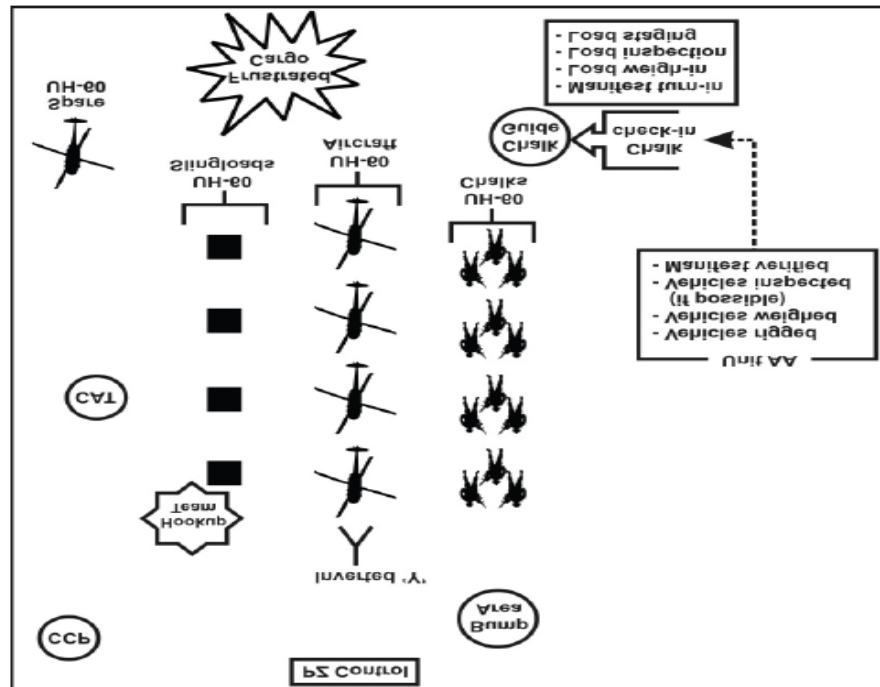 PZ Control
CCP
Bump
Area
Inverted 'Y'
Hookup
Team
CAT
Unit AA
- Vehicles rigged
- Vehicles weighed
(if possible)
- Vehicles inspected
- Manifest verified
UH-60
Slingloads
UH-60
Aircraft
UH-60
Chalks
Chalk
Guide
Chalk
check-in
Spare
UH-60
Frustrated
Cargo
- Manifest turn-in
- Load weigh-in
- Load inspection
- Load staging